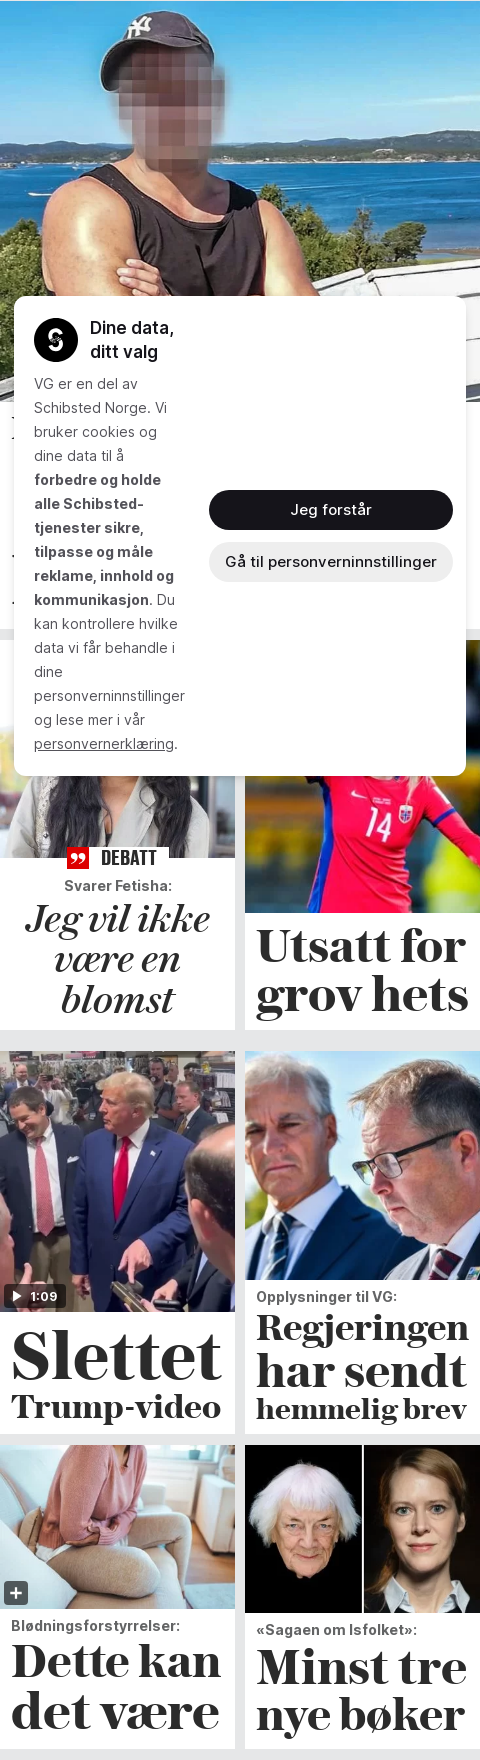 Dine data,
ditt valg
VG er en del av
Schibsted Norge. Vi
bruker cookies og
dine data til å
forbedre og holde
alle Schibsted-
tjenester sikre,
tilpasse og måle
reklame, innhold og
kommunikasjon. Du
kan kontrollere hvilke
data vi får behandle i
dine
personverninnstillinger
og lese mer i vår
personvernerklæring.
Jeg forstår
Gå til personverninnstillinger
14
DEBATT
Svarer Fetisha:
Jeg vil ikke
være en
blomst
Utsatt for
grov hets
1:09
Slettet
Trump-video
Opplysninger til VG:
Regjeringen
har sendt
hemmelig brev
Blødningsforstyrrelser:
Dette kan
det være
«Sagaen om Isfolket»:
Minst tre
nye bøker